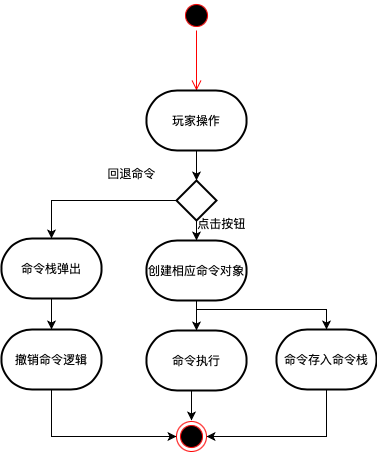 玩家操作
回退命令
点击按钮
命令栈弹出
创建相应命令对象
撤销命令逻辑
命令执行
命令存入命令栈